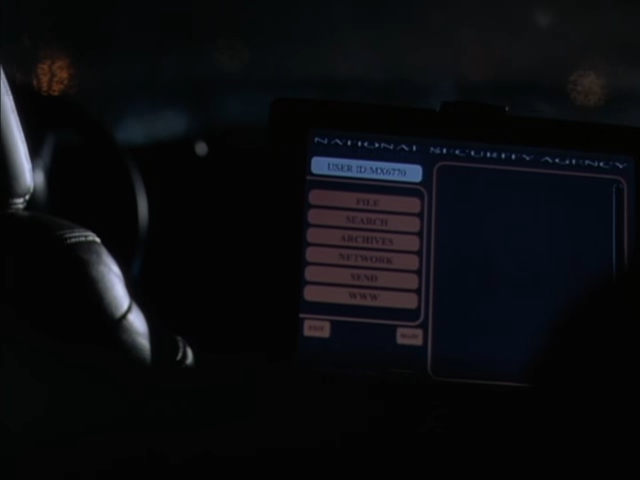 NATIONAL SECURITY AGENCY
USER ID:MX6770
FILE
SEARCH
ARCHIVES
NETWORK
SEND
WWW